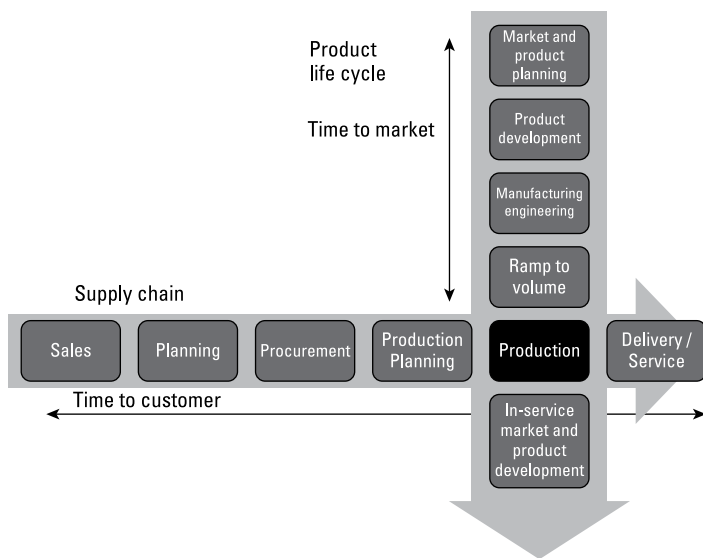 Product
life cycle
Time to market
Market and
product
planning
Product
development
Manufacturing
engineering
Ramp to
volume
Supply chain
Sales
Planning
Procurement
Production
Planning
Production
Delivery /
Service
Time to customer
In-service
market and
product
development